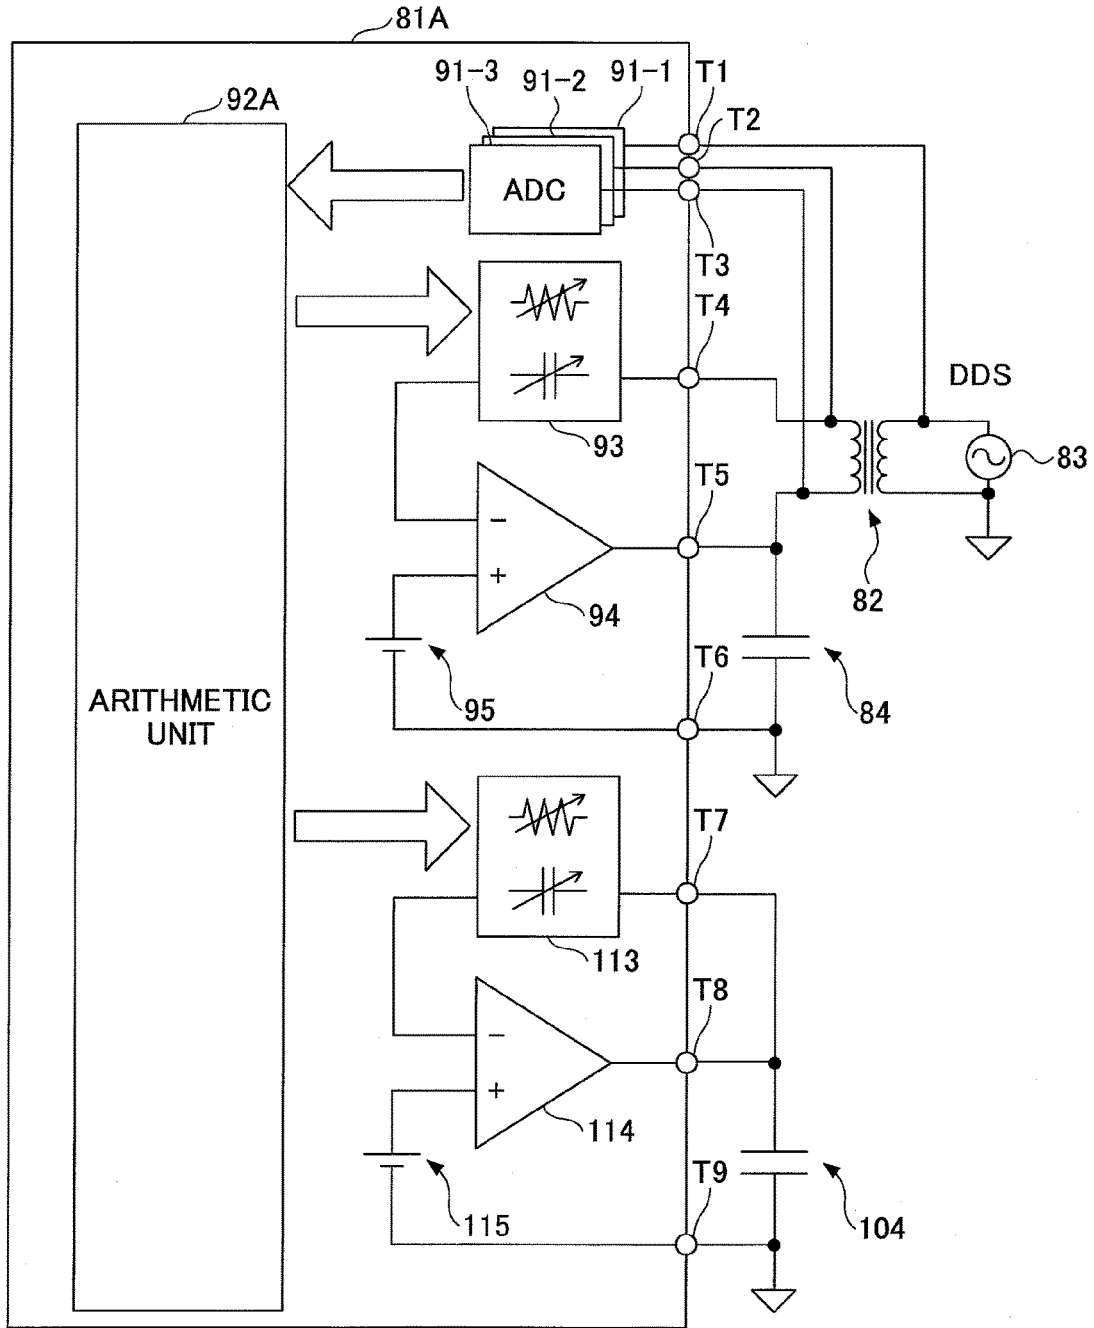 81A
91-3
91-2
91-1
T1
T2
92A
ADC
T3
T4
DDS
93
83
T5
−
+
94
82
T6
95
84
ARITHMETIC
UNIT
T7
113
T8
−
+
114
T9
115
104